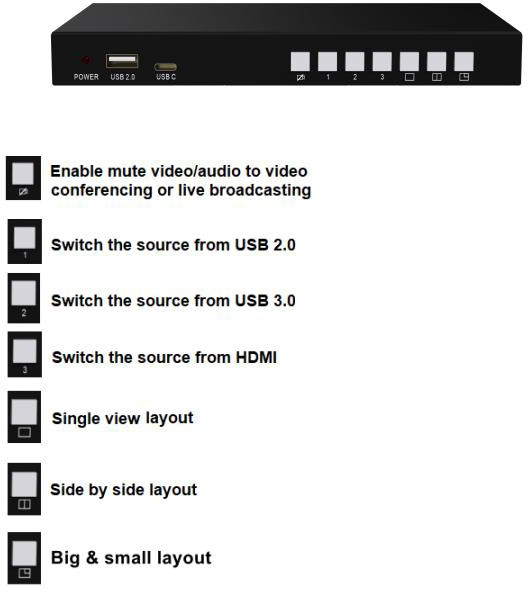 POWER USB 2.0 USB C 1 2 3
Enable mute video/audio to video
conferencing or live broadcasting
1
Switch the source from USB 2.0
2
Switch the source from USB 3.0
3
Switch the source from HDMI
Single view layout
Side by side layout
Big & small layout